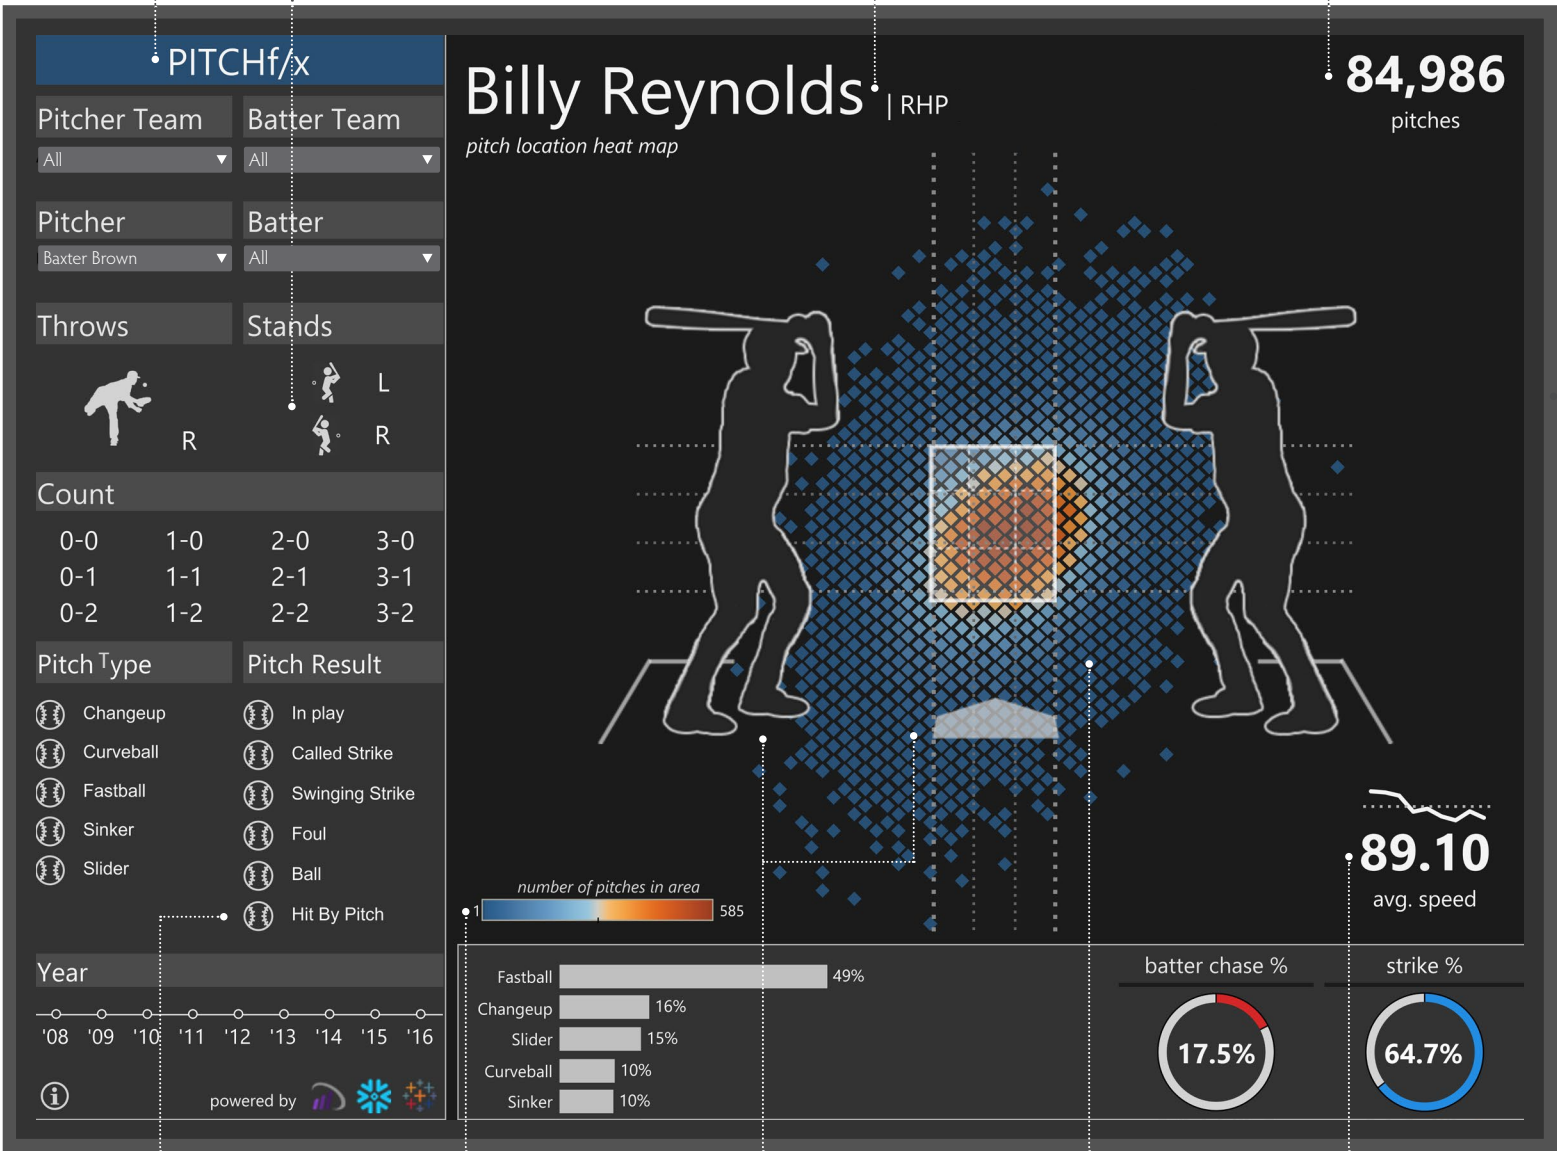 PITCHf/x
Pitcher Team
Batter Team
All
All
Pitcher
Batter
Baxter Brown
All
Throws
Stands
L
R
R
Count
0-0 1-0 2-0 3-0
0-1 1-1 2-1 3-1
0-2 1-2 2-2 3-2
Pitch Type
Pitch Result
Changeup
Curveball
Fastball
Sinker
Slider
In play
Called Strike
Swinging Strike
Foul
Ball
Hit By Pitch
Year
'08 '09 '10 '11 '12 '13 '14 '15 '16
powered by
Billy Reynolds | RHP
pitch location heat map
84,986
pitches
number of pitches in area
1 585
89.10
avg. speed
Fastball 49%
Changeup 16%
Slider 15%
Curveball 10%
Sinker 10%
batter chase %
17.5%
strike %
64.7%